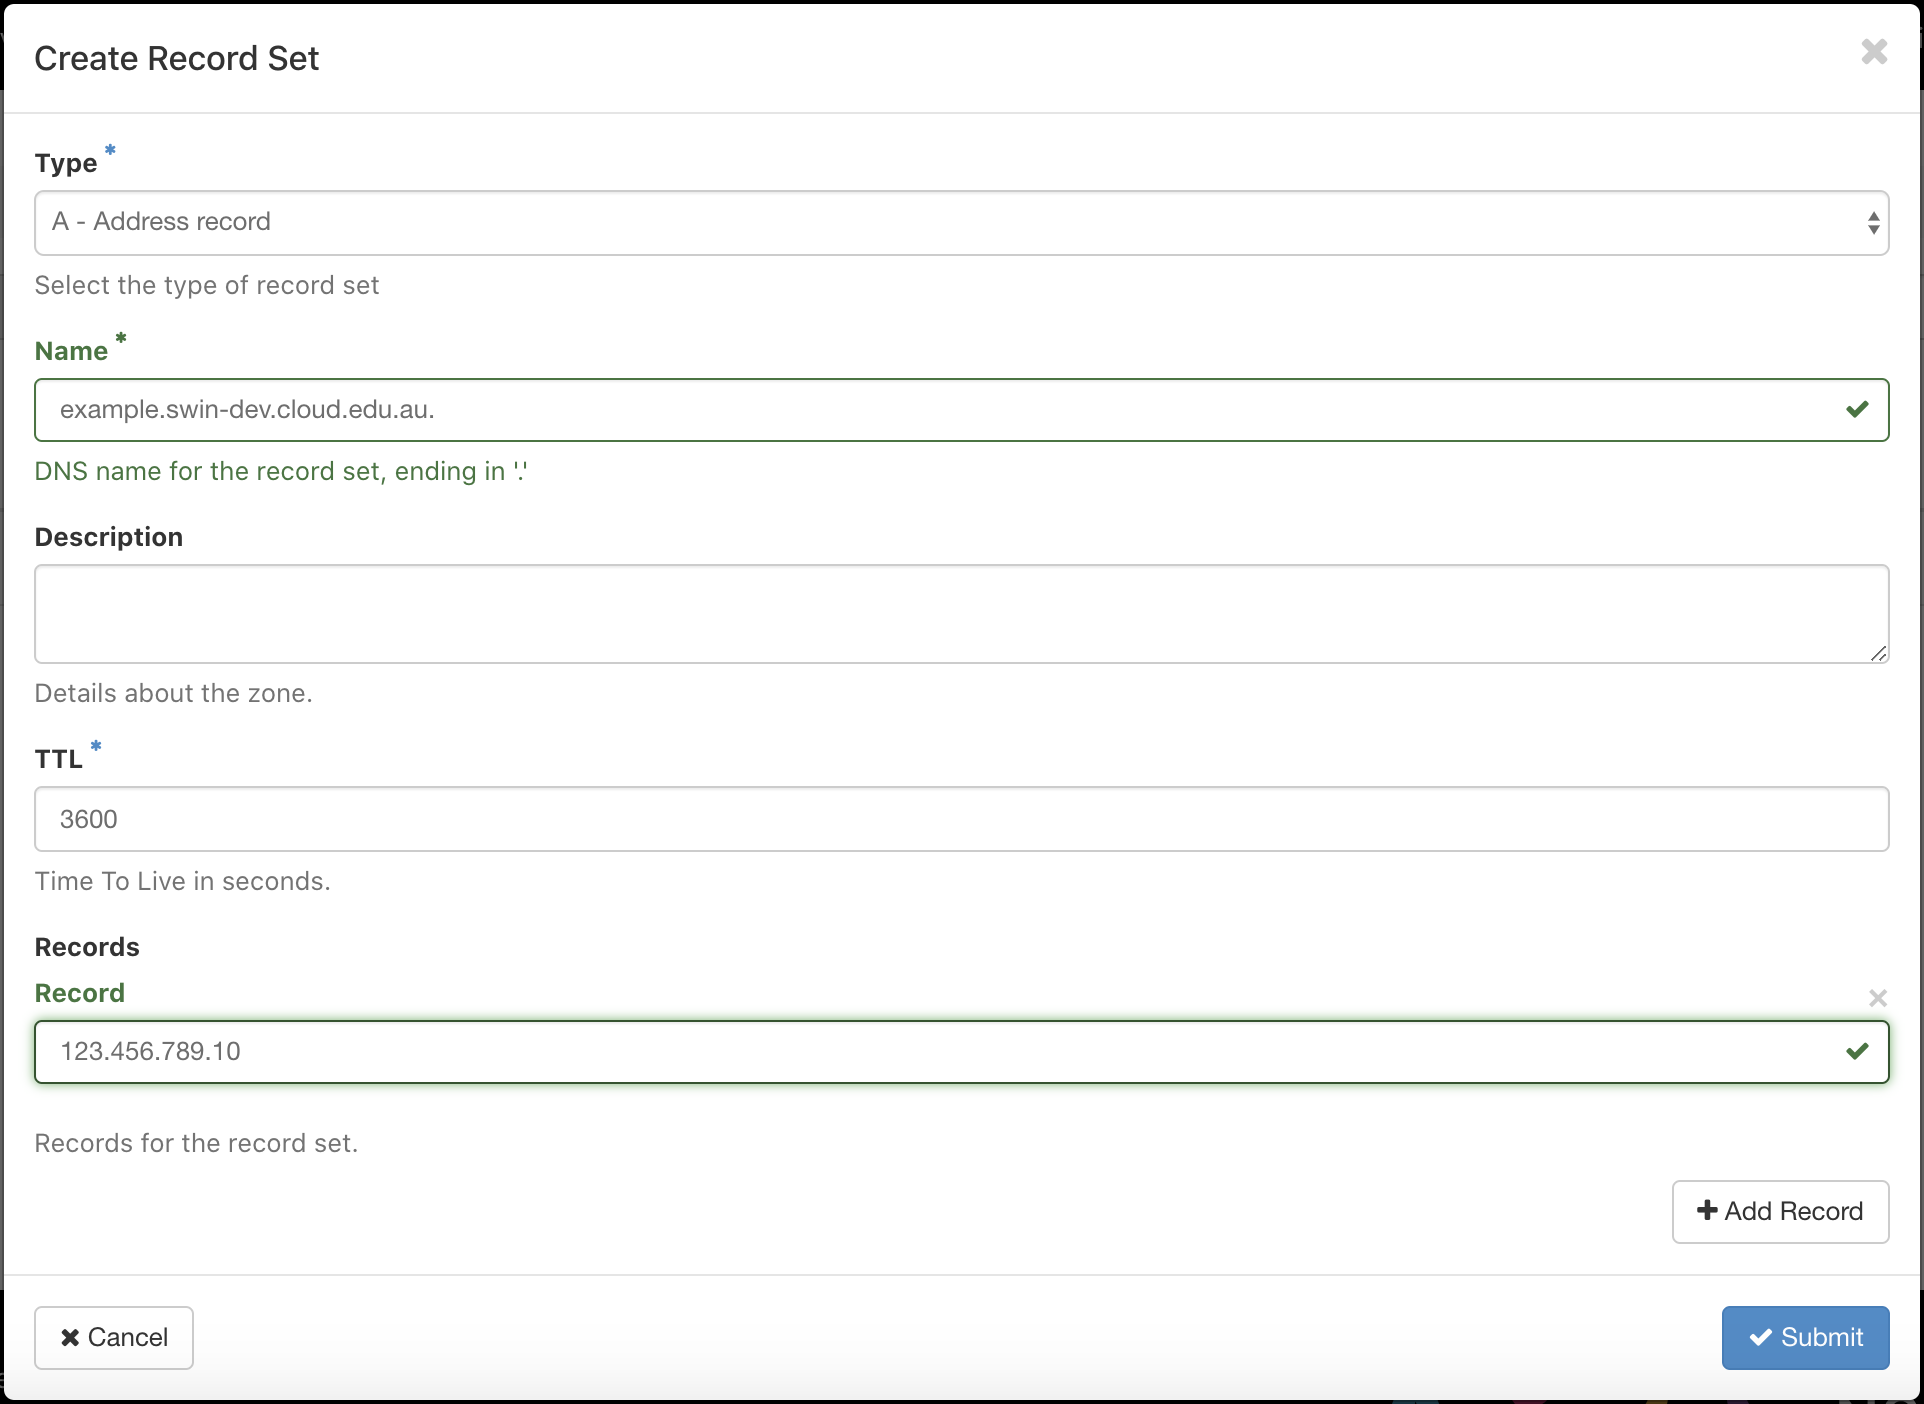 Create Record Set
Type *
A - Address record
Select the type of record set
Name *
example.swin-dev.cloud.edu.au.
DNS name for the record set, ending in '.'
Description
Details about the zone.
TTL *
3600
Time To Live in seconds.
Records
Record
123.456.789.10
Records for the record set.
Add Record
Cancel
Submit